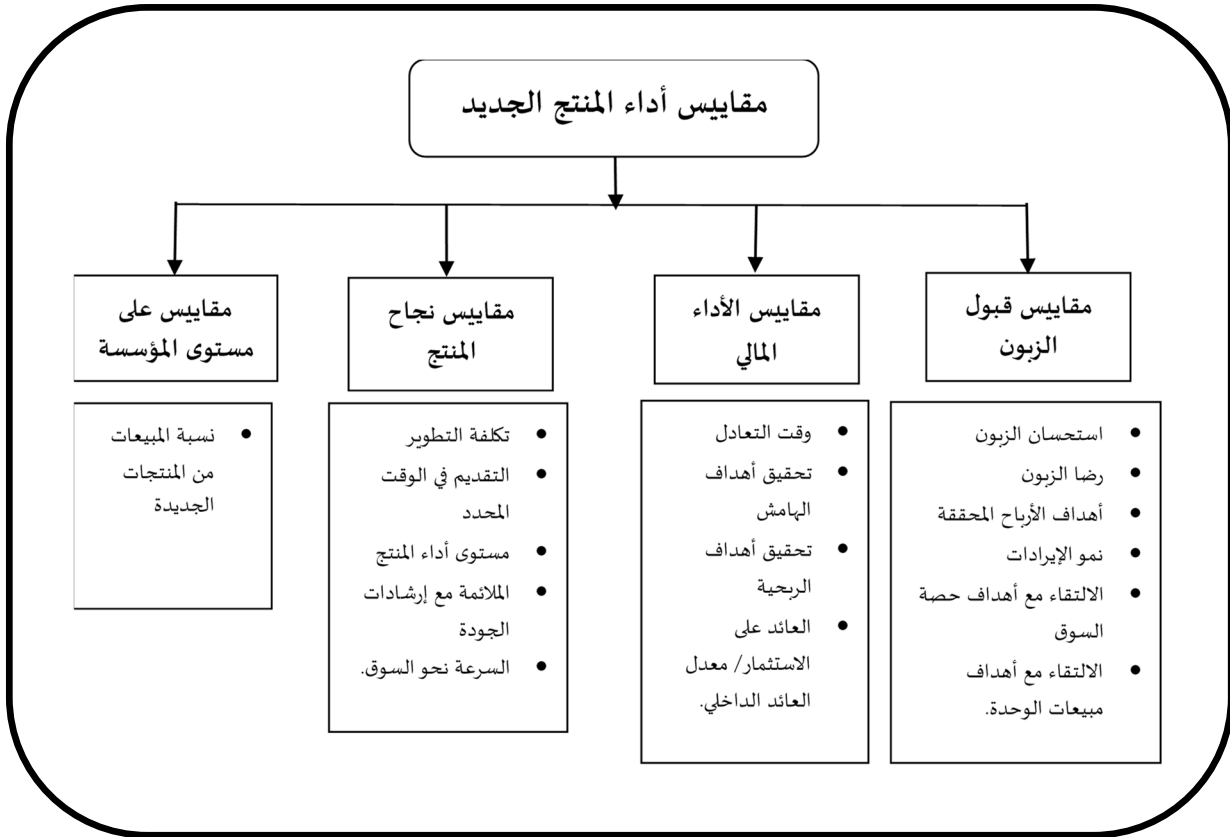 مقاييس أداء المنتج الجديد
مقاييس قبول
الزبون
استحسان الزبون
رضا الزبون
أهداف الأرباح المحققة
نمو الإيرادات
الالتقاء مع أهداف حصة
السوق
الالتقاء مع أهداف
مبيعات الوحدة.
مقاييس الأداء
المالي
وقت التعادل
تحقيق أهداف
الهامش
تحقيق أهداف
الربحية
العائد على
الاستثمار/ معدل
العائد الداخلي.
مقاييس نجاح
المنتج
تكلفة التطوير
التقديم في الوقت
المحدد
مستوى أداء المنتج
الملائمة مع إرشادات
الجودة
السرعة نحو السوق.
مقاييس على
مستوى المؤسسة
نسبة المبيعات
من المنتجات
الجديدة